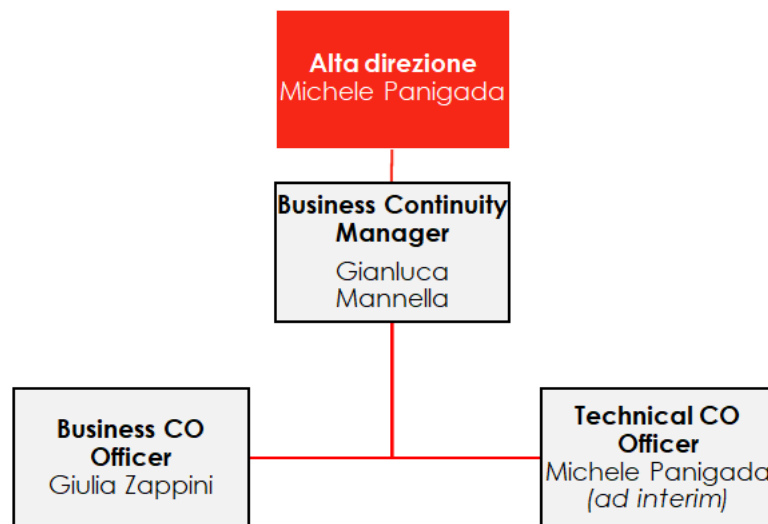 Alta direzione
Michele Panigada
Business Continuity
Manager
Gianluca
Mannella
Business CO
Officer
Giulia Zappini
Technical CO
Officer
Michele Panigada
(ad interim)